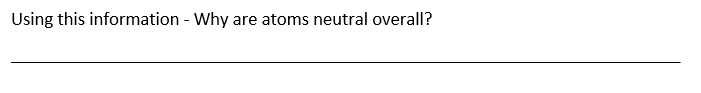 Using this information - Why are atoms neutral overall?